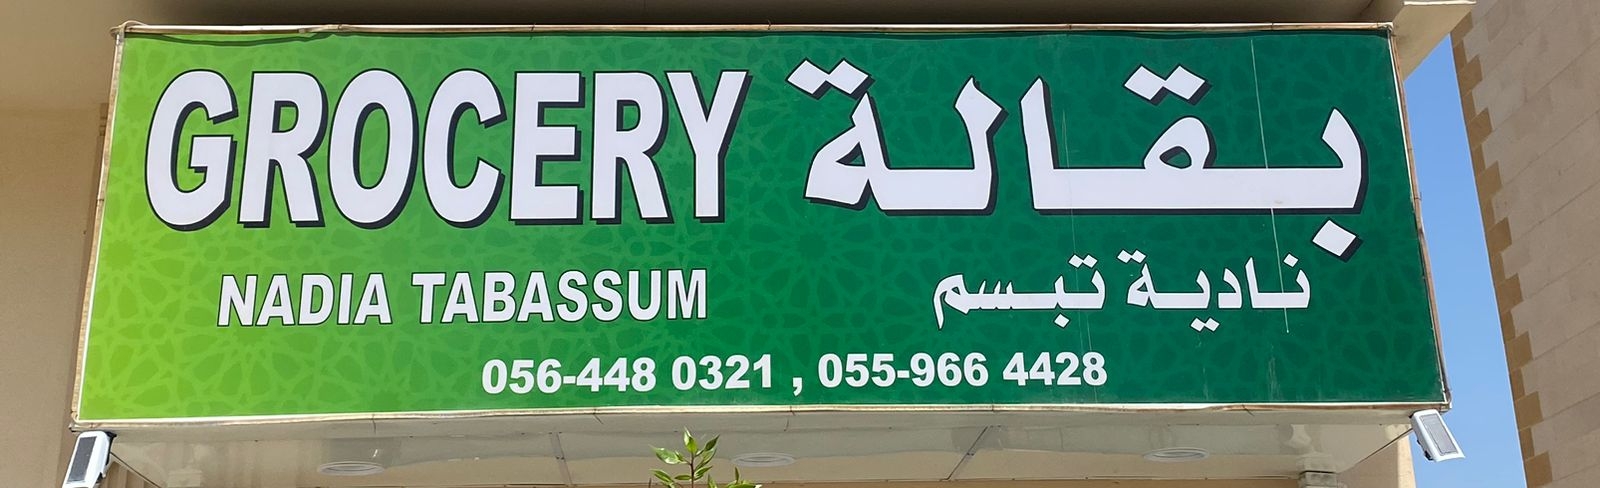 GROCERY بقالة
NADIA TABASSUM نادية تبسم
056-448 0321 , 055-966 4428